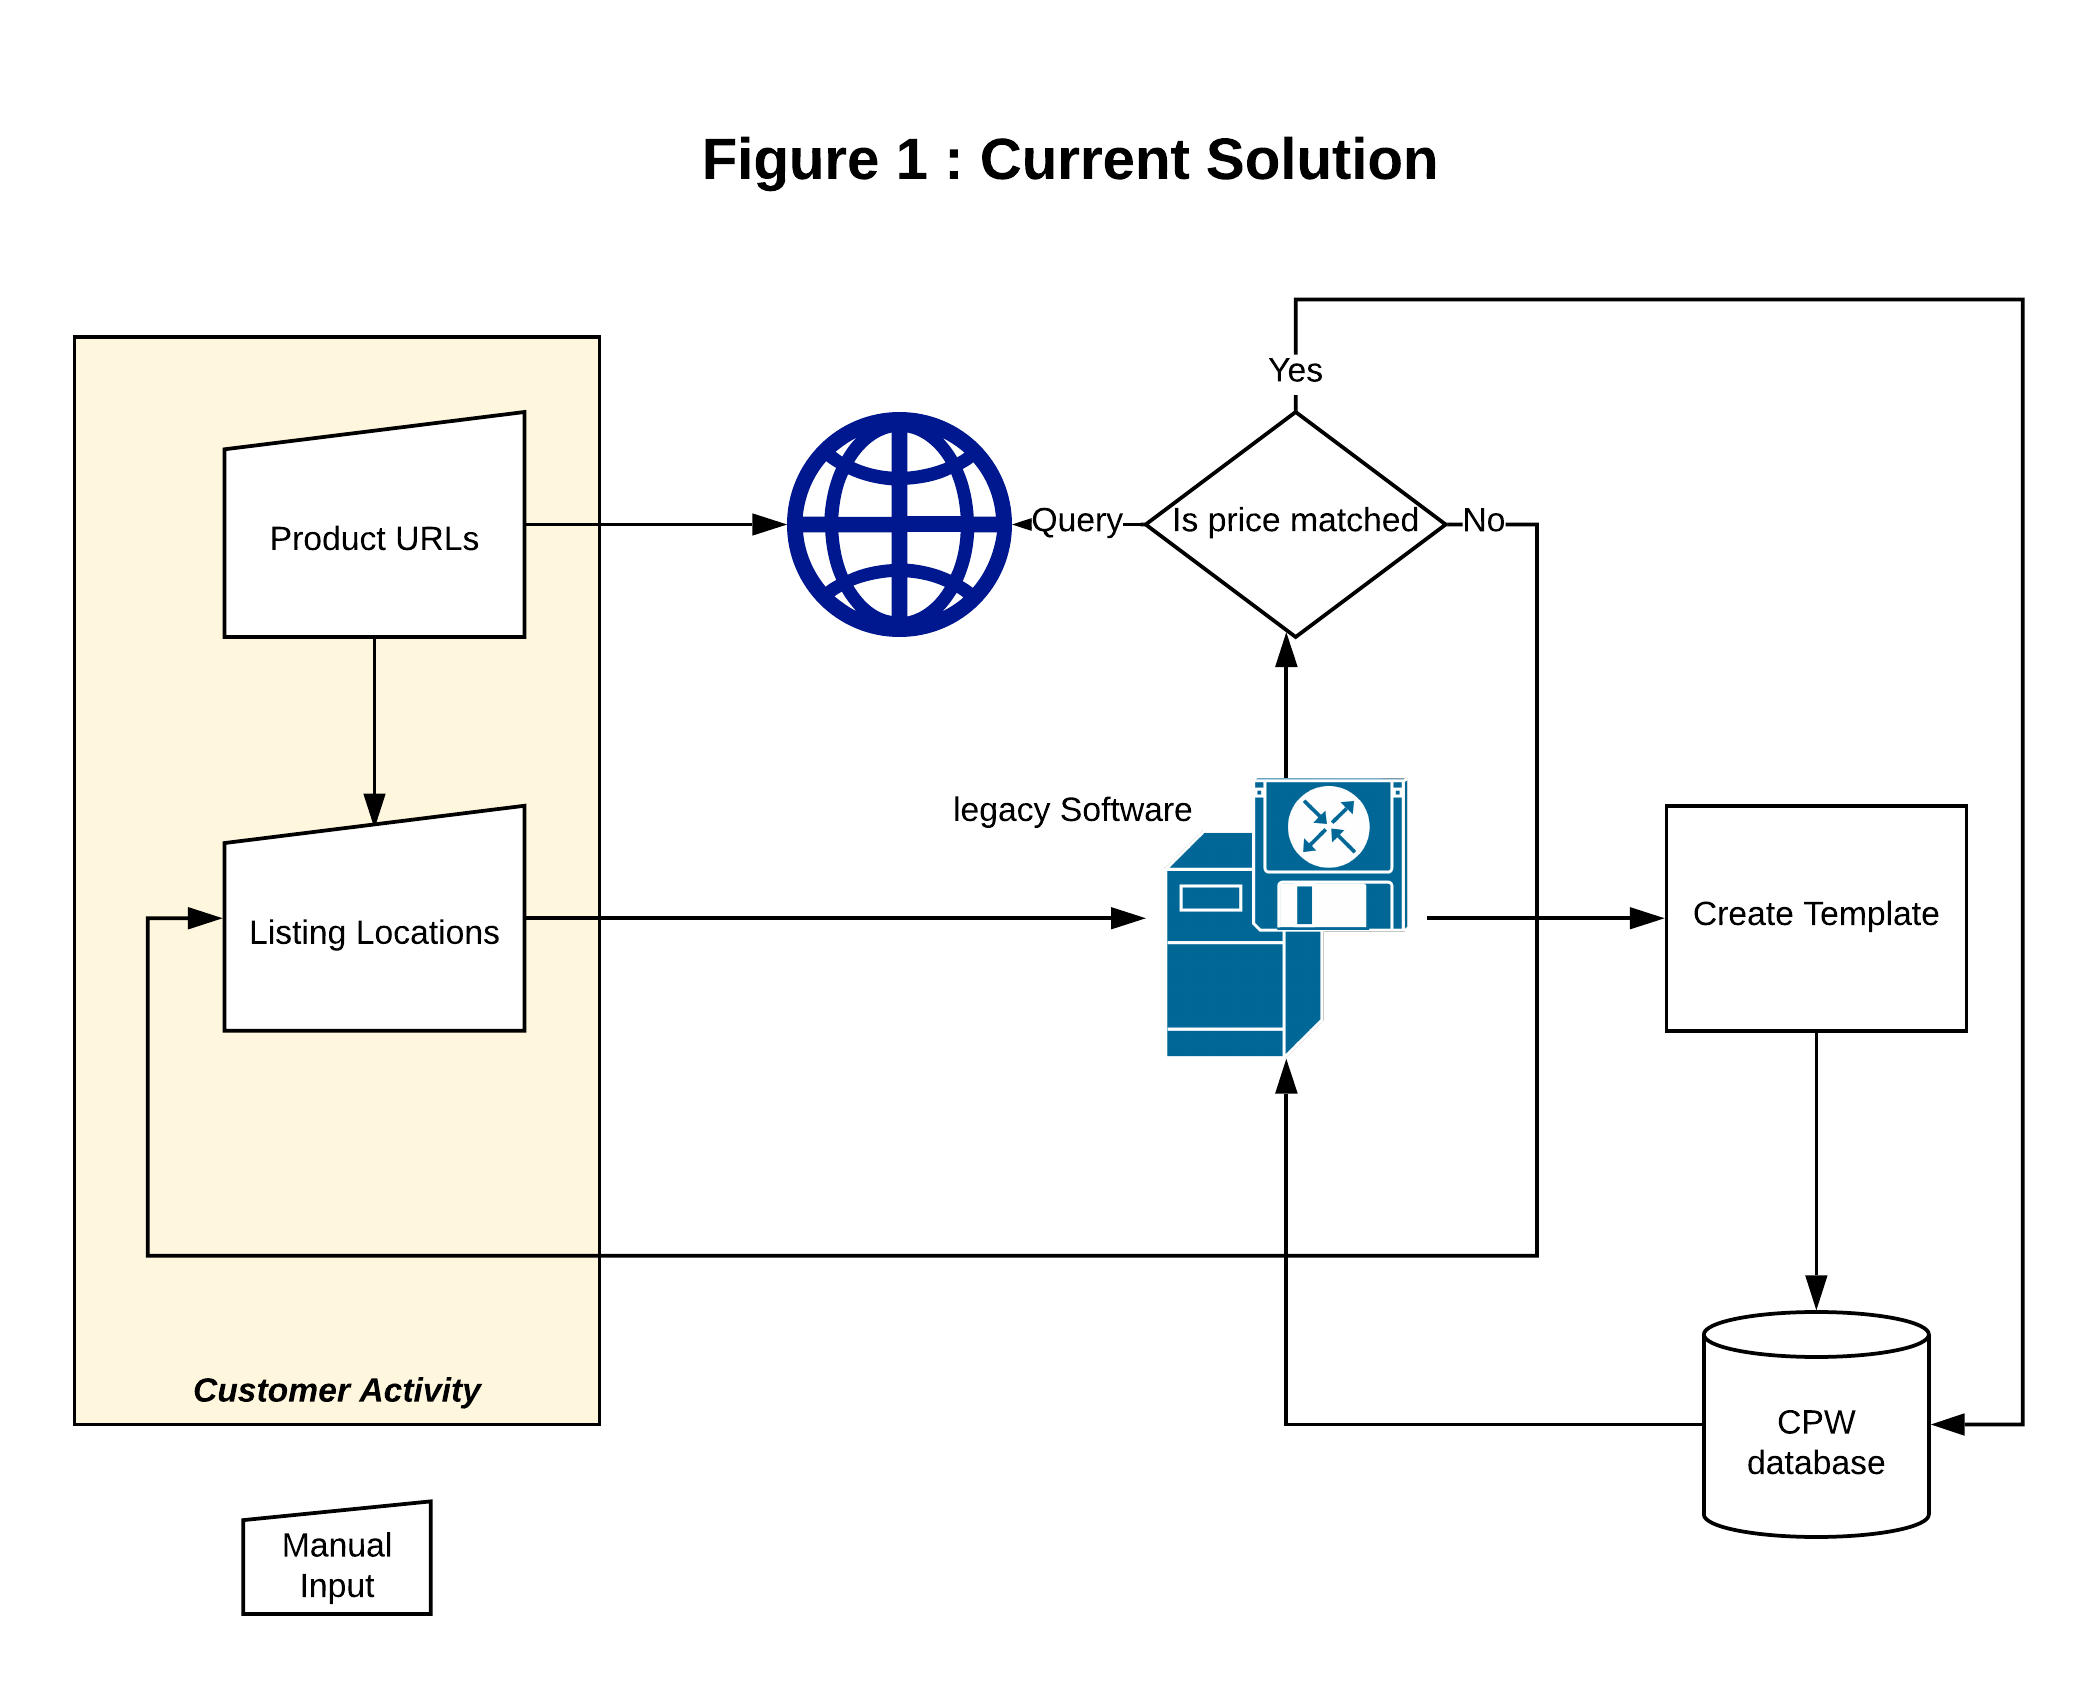 Figure 1 : Current Solution
Yes
Product URLs
Query
Is price matched
No
legacy Software
Listing Locations
Create Template
Customer Activity
CPW
database
Manual
Input